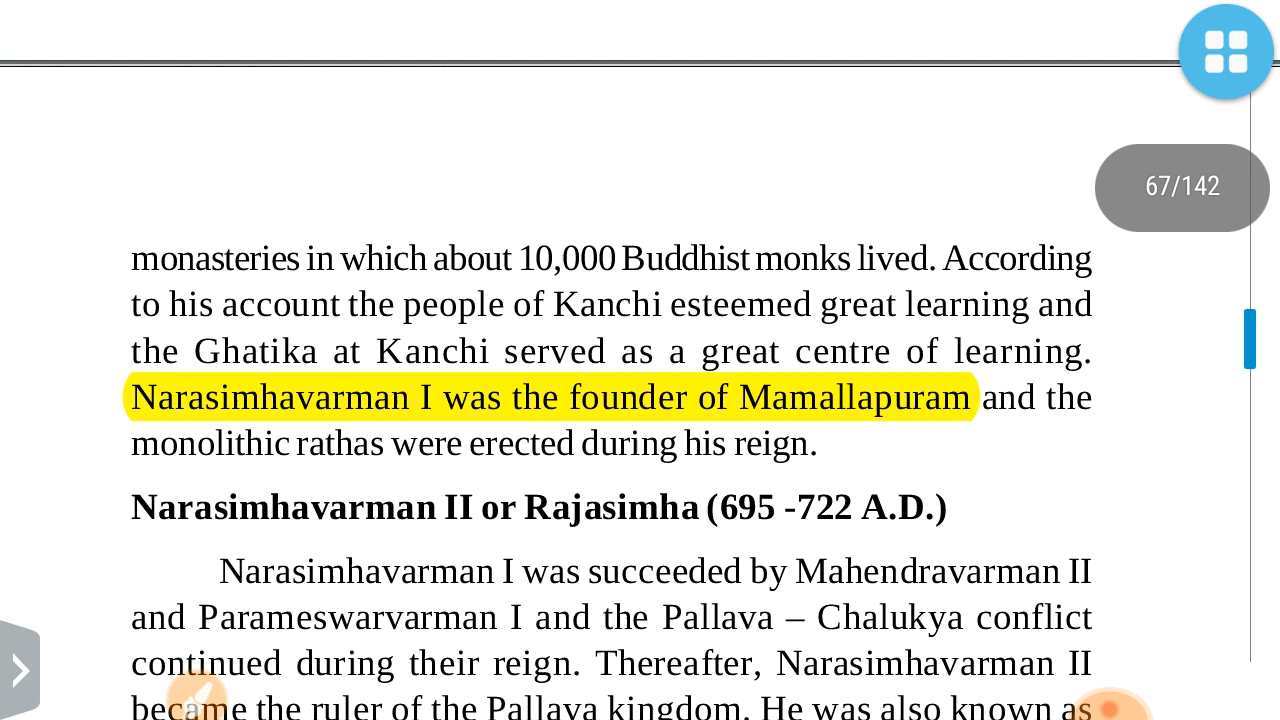 67/142
monasteries in which about 10,000 Buddhist monks lived. According
to his account the people of Kanchi esteemed great learning and
the Ghatika at Kanchi served as a great centre of learning.
Narasimhavarman I was the founder of Mamallapuram and the
monolithic rathas were erected during his reign.
Narasimhavarman II or Rajasimha (695 -722 A.D.)
Narasimhavarman I was succeeded by Mahendravarman II
and Parameswarvarman I and the Pallava – Chalukya conflict
continued during their reign. Thereafter, Narasimhavarman II
became the ruler of the Pallava kingdom. He was also known as